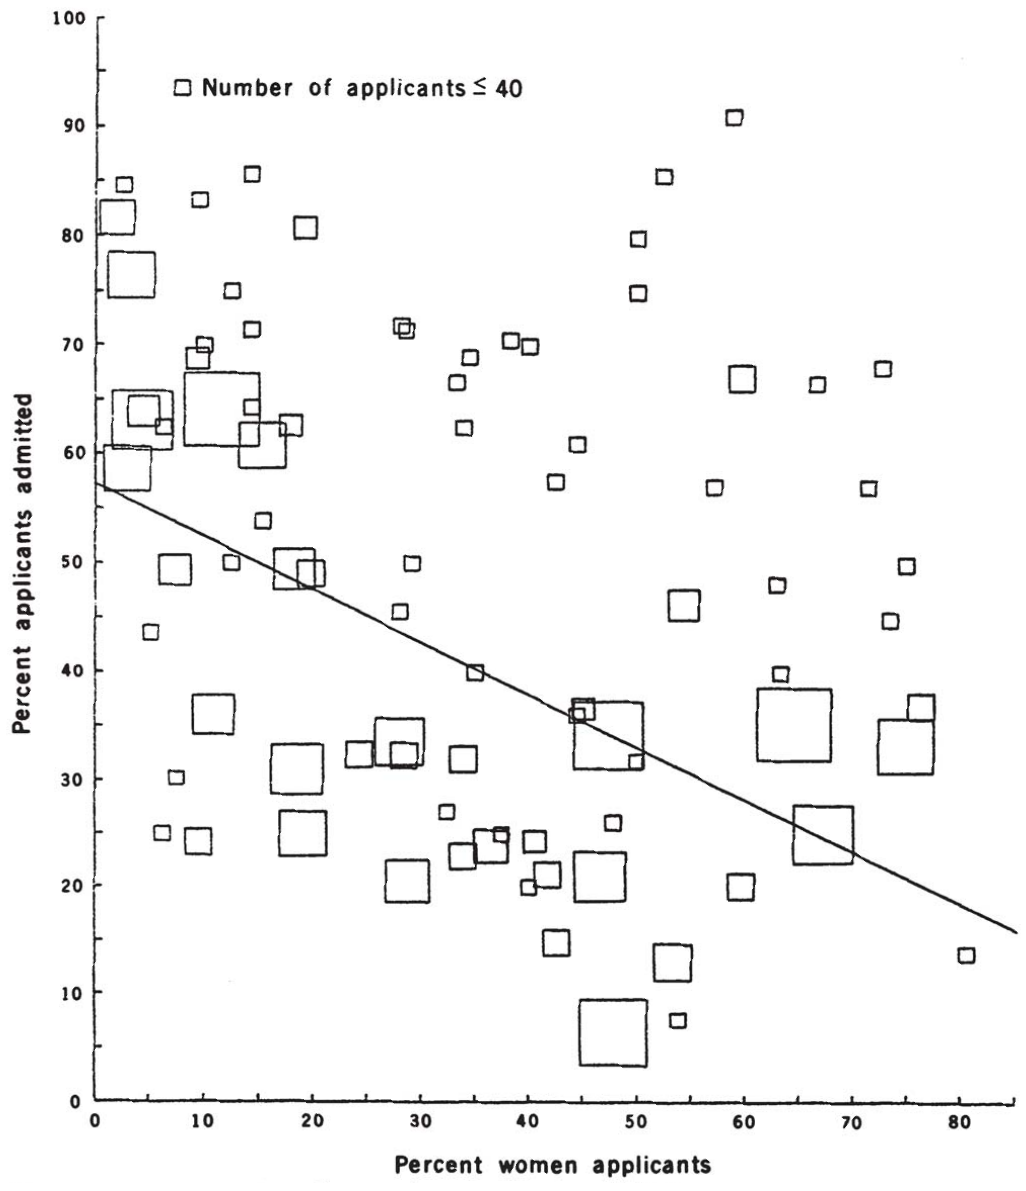 100
□ Number of applicants ≤ 40
90
80
70
60
50
40
30
20
10
0
Percent applicants admitted
0 10 20 30 40 50 60 70 80
Percent women applicants